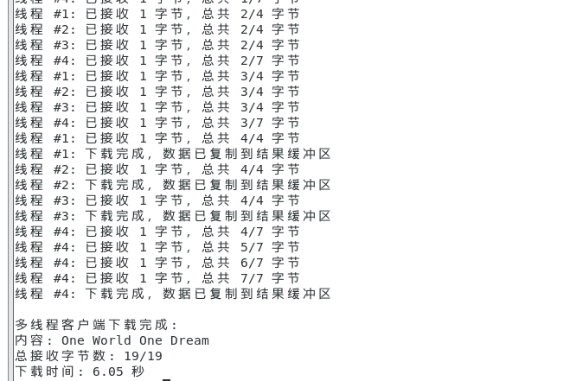 线程 #4: 已接收 1 字节, 总共 1/7 字节
线程 #1: 已接收 1 字节, 总共 2/4 字节
线程 #2: 已接收 1 字节, 总共 2/4 字节
线程 #3: 已接收 1 字节, 总共 2/4 字节
线程 #4: 已接收 1 字节, 总共 2/7 字节
线程 #1: 已接收 1 字节, 总共 3/4 字节
线程 #2: 已接收 1 字节, 总共 3/4 字节
线程 #3: 已接收 1 字节, 总共 3/4 字节
线程 #4: 已接收 1 字节, 总共 3/7 字节
线程 #1: 已接收 1 字节, 总共 4/4 字节
线程 #1: 下载完成, 数据已复制到结果缓冲区
线程 #2: 已接收 1 字节, 总共 4/4 字节
线程 #2: 下载完成, 数据已复制到结果缓冲区
线程 #3: 已接收 1 字节, 总共 4/4 字节
线程 #3: 下载完成, 数据已复制到结果缓冲区
线程 #4: 已接收 1 字节, 总共 4/7 字节
线程 #4: 已接收 1 字节, 总共 5/7 字节
线程 #4: 已接收 1 字节, 总共 6/7 字节
线程 #4: 已接收 1 字节, 总共 7/7 字节
线程 #4: 下载完成, 数据已复制到结果缓冲区
多线程客户端下载完成:
内容: One World One Dream
总接收字节数: 19/19
下载时间: 6.05 秒